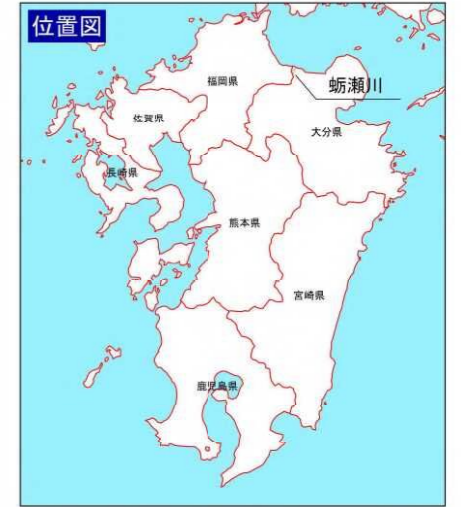 位置図
福岡県
蛎瀬川
佐賀県
大分県
長崎県
熊本県
宮崎県
鹿児島県